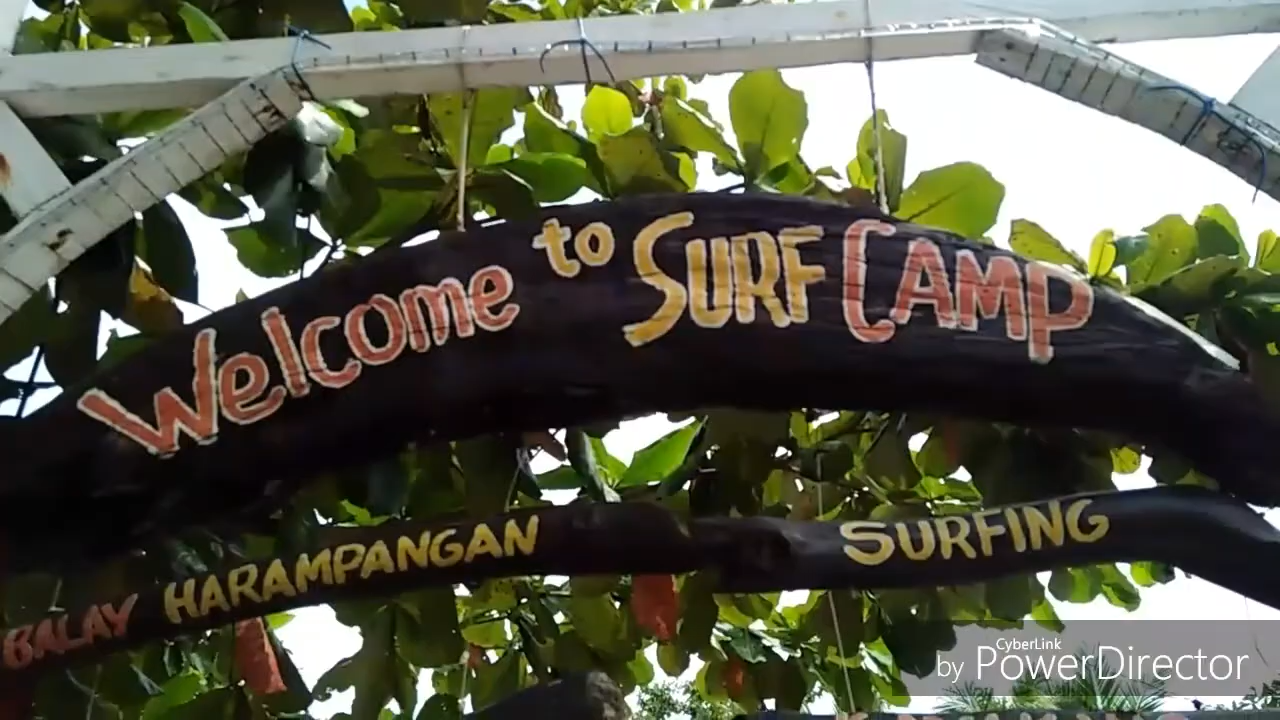 Welcome to SURF CAMP
BALAY HARAMPANGAN SURFING
CyberLink
by PowerDirector